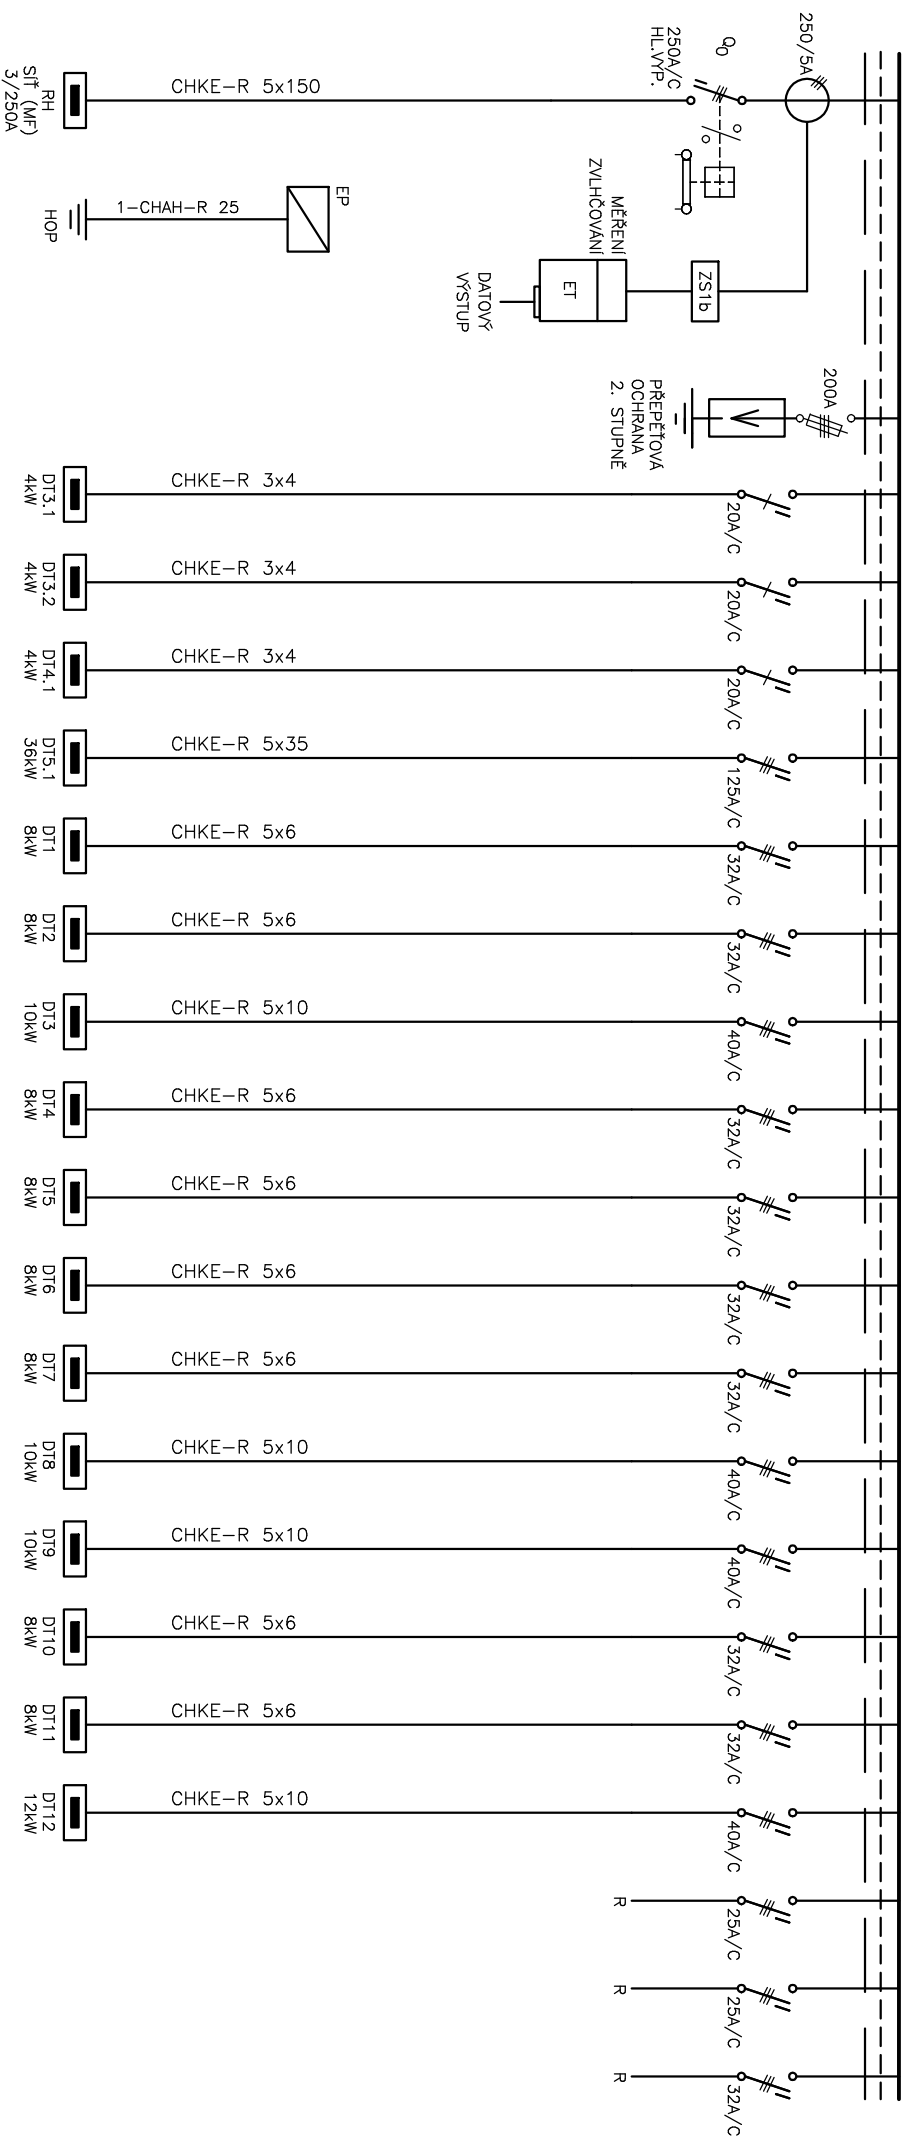 250/5A
Q0
250A/C
HL.VÝP.
CHKE-R 5x150
RH
SÍŤ (MF)
3/250A
ZS1b
MĚŘENÍ
ZVLHČOVÁNÍ
ET
DATOVÝ
VÝSTUP
EP
1-CHAH-R 25
HOP
200A
PŘEPĚŤOVÁ
OCHRANA
2. STUPNĚ
20A/C
CHKE-R 3x4
DT3.1
4kW
20A/C
CHKE-R 3x4
DT3.2
4kW
20A/C
CHKE-R 3x4
DT4.1
4kW
125A/C
CHKE-R 5x35
DT5.1
36kW
32A/C
CHKE-R 5x6
DT1
8kW
32A/C
CHKE-R 5x6
DT2
8kW
40A/C
CHKE-R 5x10
DT3
10kW
32A/C
CHKE-R 5x6
DT4
8kW
32A/C
CHKE-R 5x6
DT5
8kW
32A/C
CHKE-R 5x6
DT6
8kW
32A/C
CHKE-R 5x6
DT7
8kW
40A/C
CHKE-R 5x10
DT8
10kW
40A/C
CHKE-R 5x10
DT9
10kW
32A/C
CHKE-R 5x6
DT10
8kW
32A/C
CHKE-R 5x6
DT11
8kW
40A/C
CHKE-R 5x10
DT12
12kW
25A/C
R
25A/C
R
32A/C
R